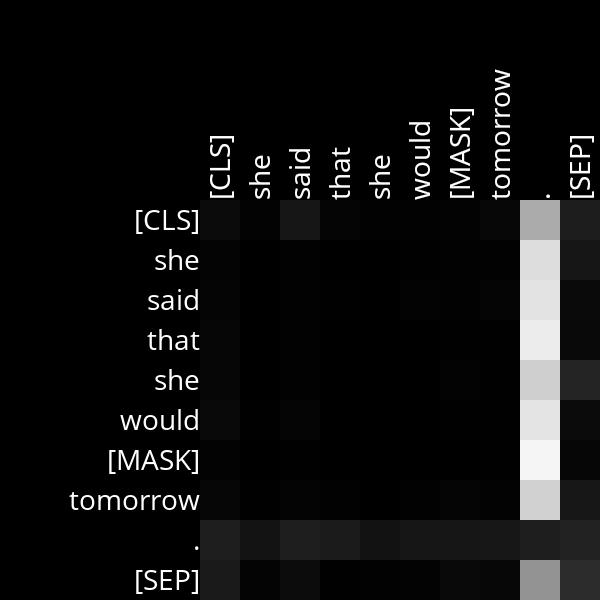 [CLS] she said that she would [MASK] tomorrow . [SEP]
[CLS]
she
said
that
she
would
[MASK]
tomorrow
.
[SEP]